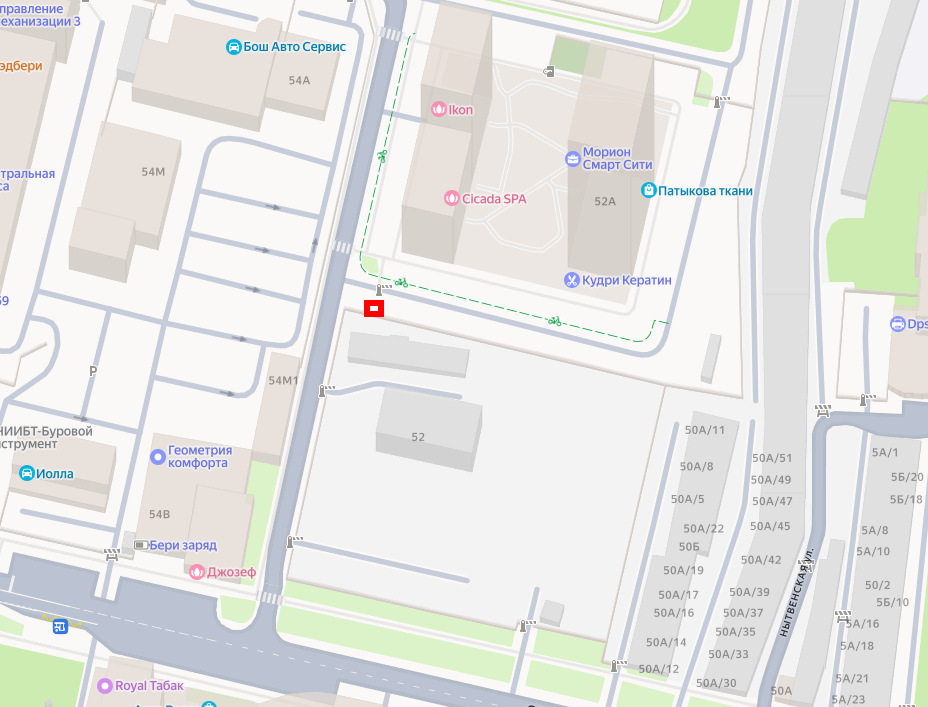 правление
еханизации 3
эдбери
Бош Авто Сервис
54А
Ikon
54М
тральная
са
Морион
Смарт Сити
Патыкова ткани
Cicada SPA
52А
Кудри Кератин
59
Dps
P
54М1
НИИБТ-Буровой
струмент
Иолла
Геометрия
комфорта
52
54В
Бери заряд
Джозеф
50А/11
50А/8
50А/51
50А/49
50А/5
50А/47
50А/22
50А/45
50Б
50А/42
50А/19
50А/17
50А/39
50А/16
50А/37
50А/35
50А/14
50А/33
50А/12
50А/30
50А
НЫТВЕНСКАЯ ул.
5А/1
5Б/20
5Б/18
5А/8
5А/10
50/2
5Б/10
5А/16
5А/18
5А/21
5А/23
Royal Табак